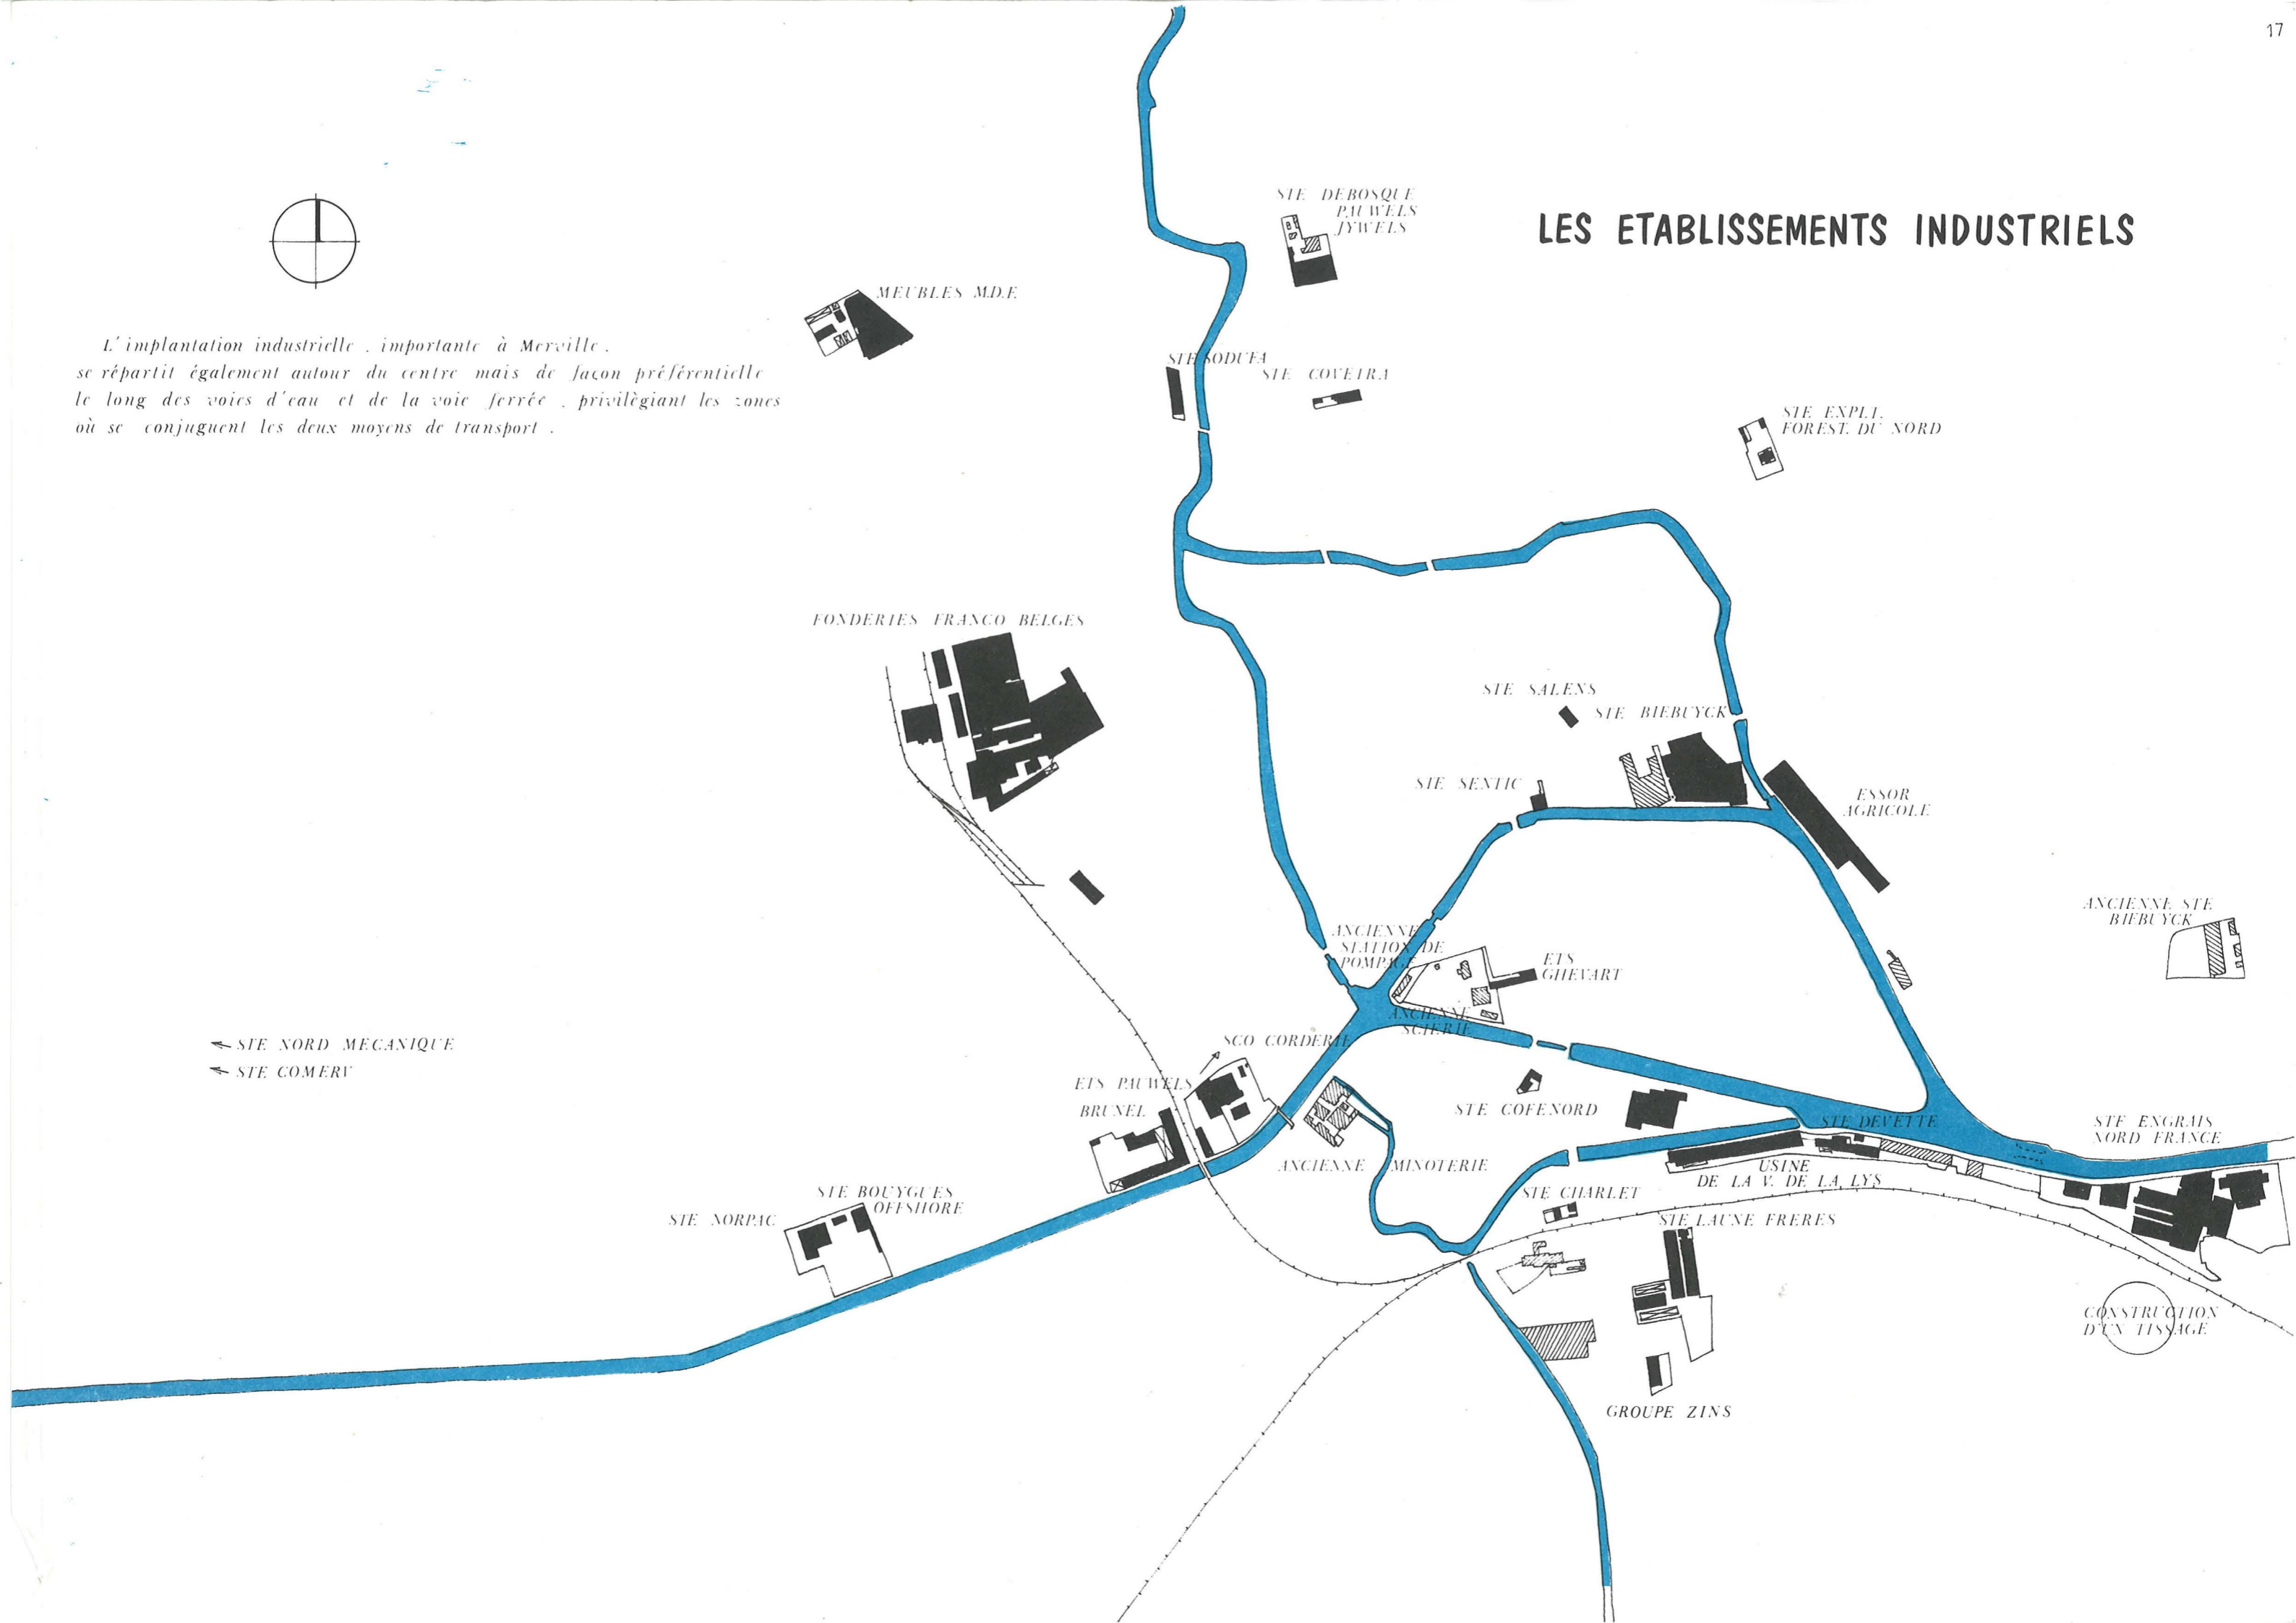 17
LES ETABLISSEMENTS INDUSTRIELS
L'implantation industrielle , importante à Merville ,
se répartit également autour du centre mais de façon préférentielle
le long des voies d'eau et de la voie ferrée , privilègiant les zones
où se conjuguent les deux moyens de transport .
STE DEBOSQUE
PAUWELS
JYWELS
MEUBLES M.D.F.
STE SODUFA
STE COVEIRA
STE EXPLT.
FOREST. DU NORD
FONDERIES FRANCO BELGES
STE SALENS
STE BIEBUYCK
STE SENTIC
ESSOR
AGRICOLE
ANCIENNE STE
BIEBUYCK
ANCIENNE
STATION DE
POMPAGE
ETS
GHEVART
ANCIENNE
SCIERIE
STE NORD MECANIQUE
STE COMERV
SCO CORDERIE
ETS PAUWELS
BRUNEL
STE COFENORD
STE DEVETTE
STE ENGRAIS
NORD FRANCE
ANCIENNE MINOTERIE
USINE
DE LA V. DE LA LYS
STE CHARLET
STE BOUYGUES
OFFSHORE
STE NORPAC
STE LAUNE FRERES
CONSTRUCTION
D'UN TISSAGE
GROUPE ZINS